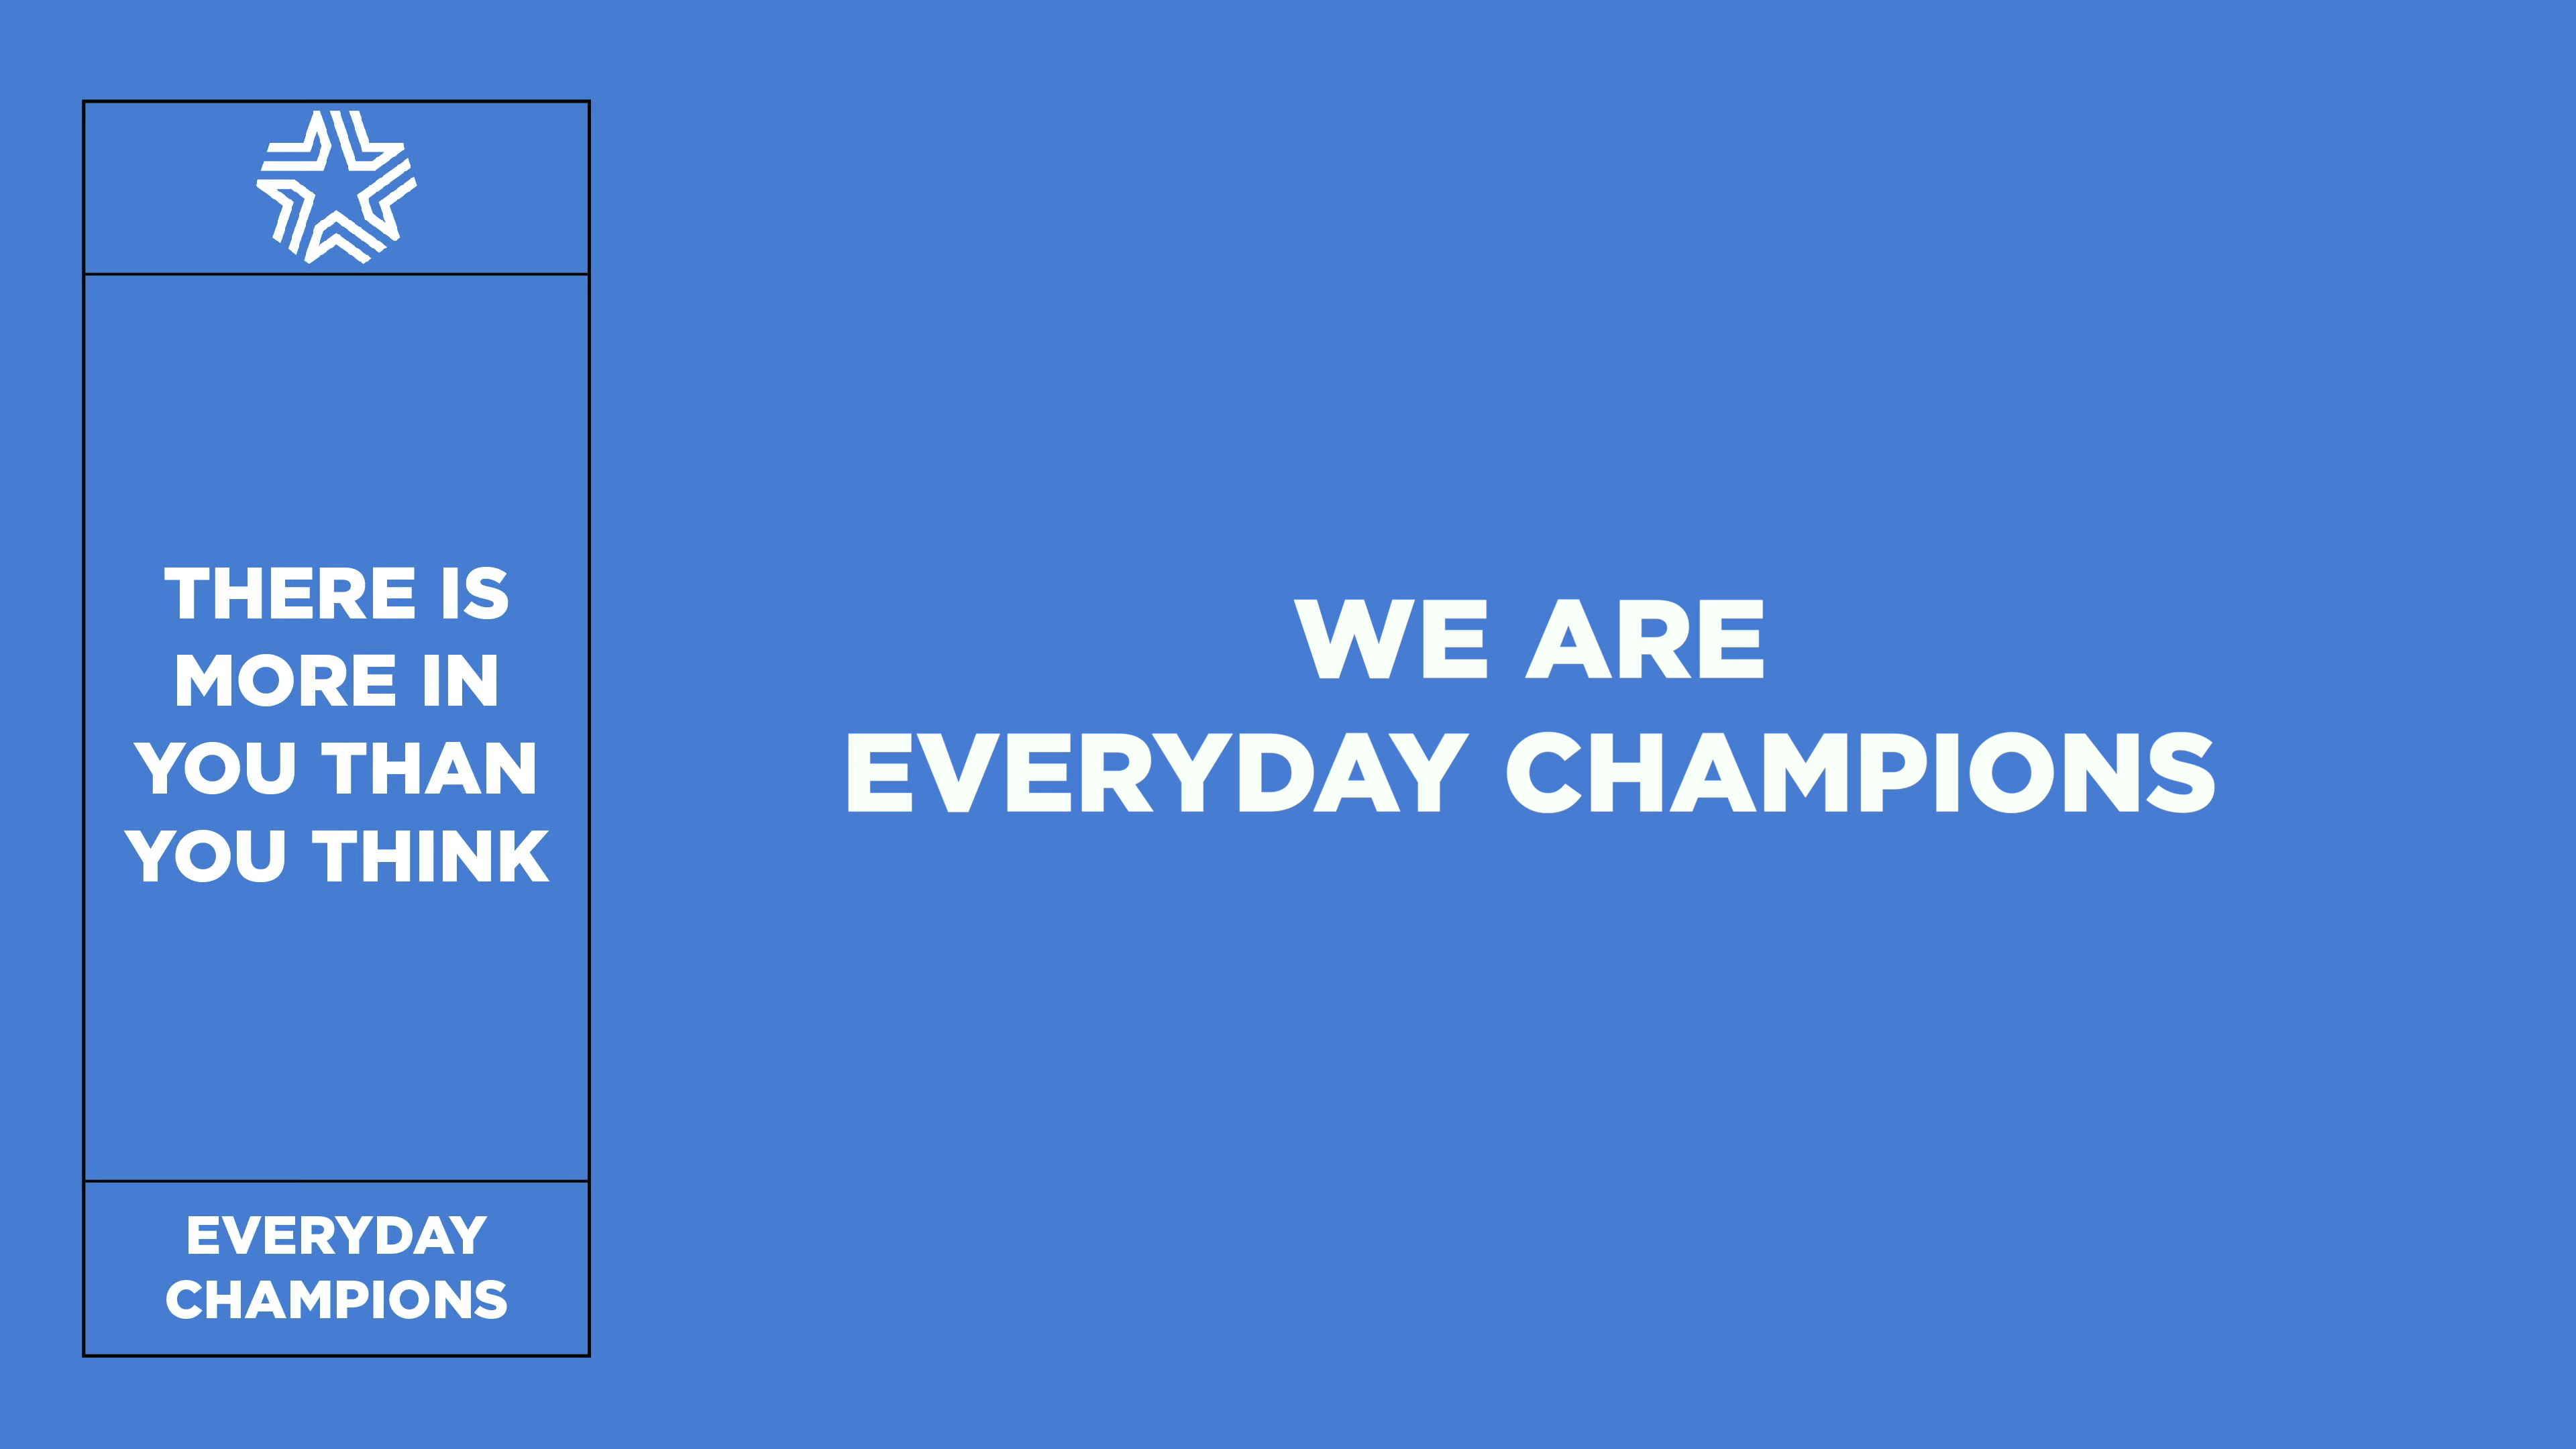 THERE IS
MORE IN
YOU THAN
YOU THINK
EVERYDAY
CHAMPIONS
WE ARE
EVERYDAY CHAMPIONS